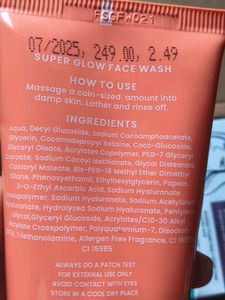 FSGFW021
07/2025, 249.00, 2.49
SUPER GLOW FACE WASH
HOW TO USE
Massage a coin-sized amount into
damp skin. Lather and rinse off.
INGREDIENTS
Aqua, Decyl Glucoside, Sodium Cocoamphoacetate,
Glycerin, Cocamidopropyl Betaine, Coco-Glucoside,
Glyceryl Oleate, Acrylates Copolymer, PEG-7 Glyceryl
Cocoate, Sodium Cocoyl Isethionate, Glycol Distearate,
Castoryl Maleate, Bis-PEG-18 Methyl Ether Dimethyl
Silane, Phenoxyethanol, Ethylhexylglycerin, Papain,
3-O-Ethyl Ascorbic Acid, Sodium Hyaluronate
Crosspolymer, Sodium Hyaluronate, Sodium Acetylated
Hyaluronate, Hydrolyzed Sodium Hyaluronate, Pentylene
Glycol, Glyceryl Glucoside, Acrylates/C10-30 Alkyl
Acrylate Crosspolymer, Polyquaternium-7, Disodium
EDTA, Triethanolamine, Allergen Free Fragrance, CI
CI 15985
ALWAYS DO A PATCH TEST
FOR EXTERNAL USE ONLY
AVOID CONTACT WITH EYES
STORE IN A COOL DRY PLACE